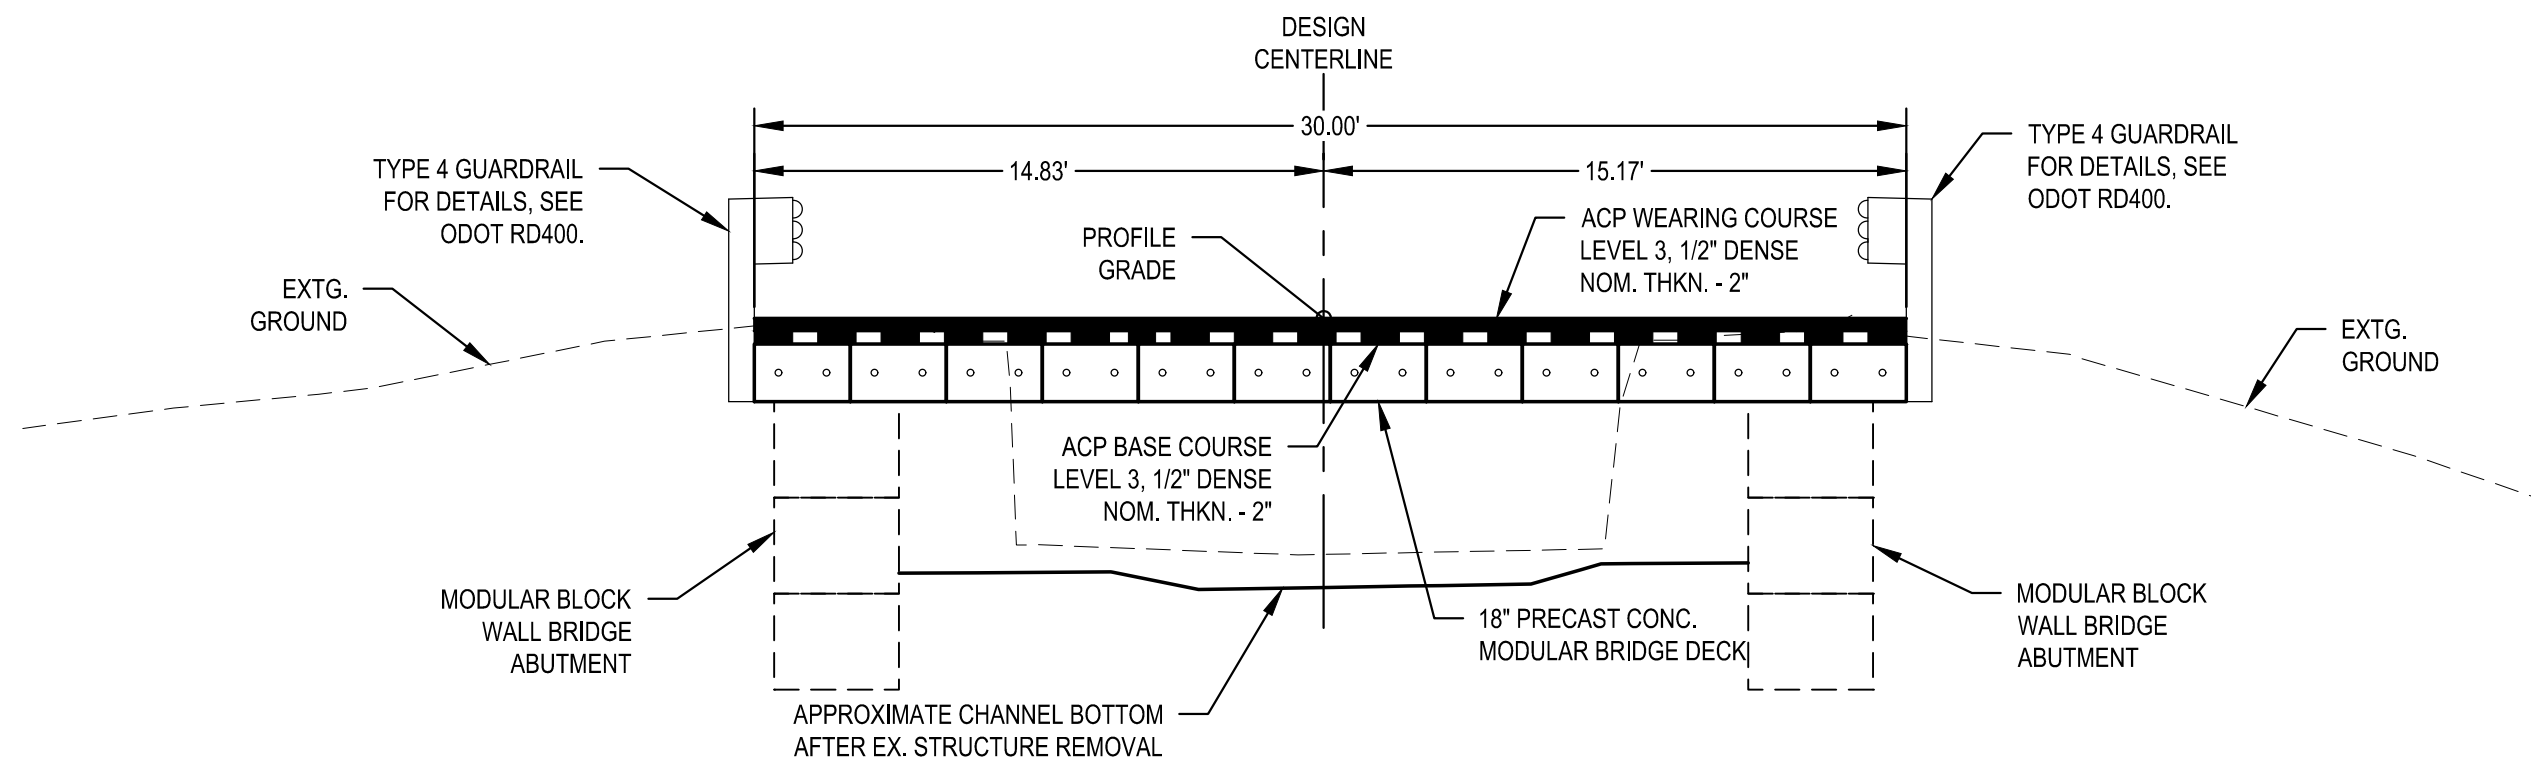 DESIGN
CENTERLINE
30.00'
14.83'
15.17'
TYPE 4 GUARDRAIL
FOR DETAILS, SEE
ODOT RD400.
TYPE 4 GUARDRAIL
FOR DETAILS, SEE
ODOT RD400.
PROFILE
GRADE
ACP WEARING COURSE
LEVEL 3, 1/2" DENSE
NOM. THKN. - 2"
EXTG.
GROUND
EXTG.
GROUND
ACP BASE COURSE
LEVEL 3, 1/2" DENSE
NOM. THKN. - 2"
MODULAR BLOCK
WALL BRIDGE
ABUTMENT
18" PRECAST CONC.
MODULAR BRIDGE DECK
MODULAR BLOCK
WALL BRIDGE
ABUTMENT
APPROXIMATE CHANNEL BOTTOM
AFTER EX. STRUCTURE REMOVAL